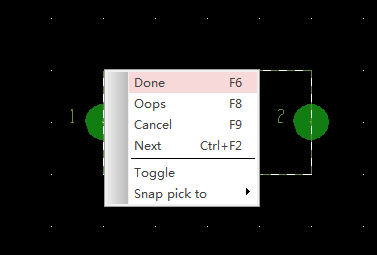 1
2
Done F6
Oops F8
Cancel F9
Next Ctrl+F2
Toggle
Snap pick to